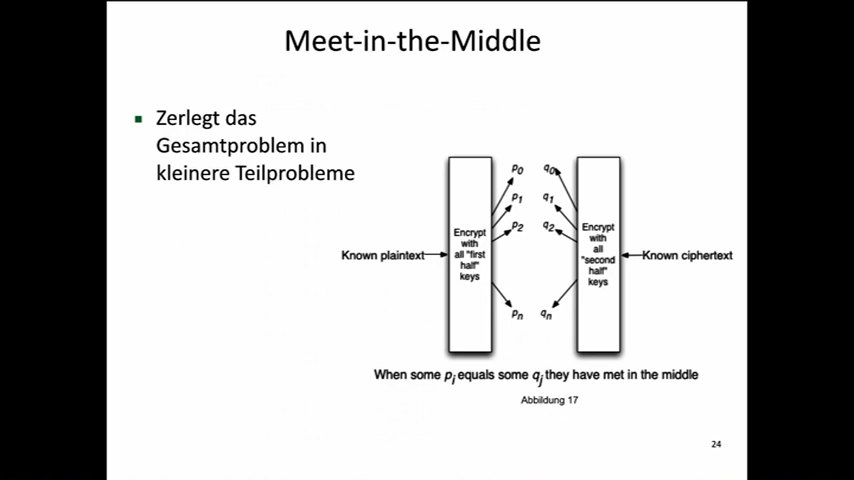 Meet-in-the-Middle
▪ Zerlegt das
Gesamtproblem in
kleinere Teilprobleme
p0
p1
p2
pn
q0
q1
q2
qn
Known plaintext
Encrypt
with
all "first
half"
keys
Encrypt
with
all
"second
half"
keys
Known ciphertext
When some pi equals some qj they have met in the middle
Abbildung 17
24